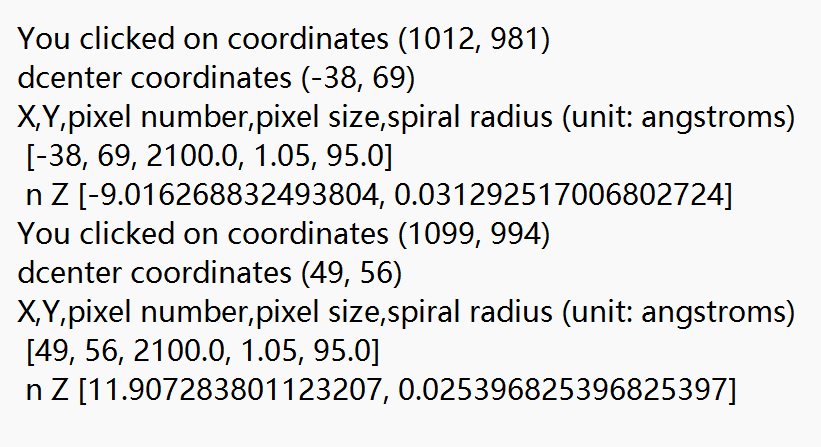 You clicked on coordinates (1012, 981)
dcenter coordinates (-38, 69)
X,Y,pixel number,pixel size,spiral radius (unit: angstroms)
[-38, 69, 2100.0, 1.05, 95.0]
n Z [-9.016268832493804, 0.031292517006802724]
You clicked on coordinates (1099, 994)
dcenter coordinates (49, 56)
X,Y,pixel number,pixel size,spiral radius (unit: angstroms)
[49, 56, 2100.0, 1.05, 95.0]
n Z [11.907283801123207, 0.025396825396825397]